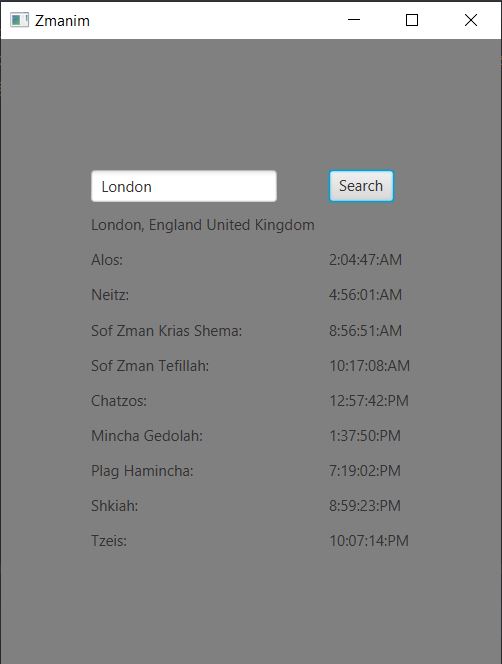 Zmanim
London Search
London, England United Kingdom
Alos: 2:04:47:AM
Neitz: 4:56:01:AM
Sof Zman Krias Shema: 8:56:51:AM
Sof Zman Tefillah: 10:17:08:AM
Chatzos: 12:57:42:PM
Mincha Gedolah: 1:37:50:PM
Plag Hamincha: 7:19:02:PM
Shkiah: 8:59:23:PM
Tzeis: 10:07:14:PM